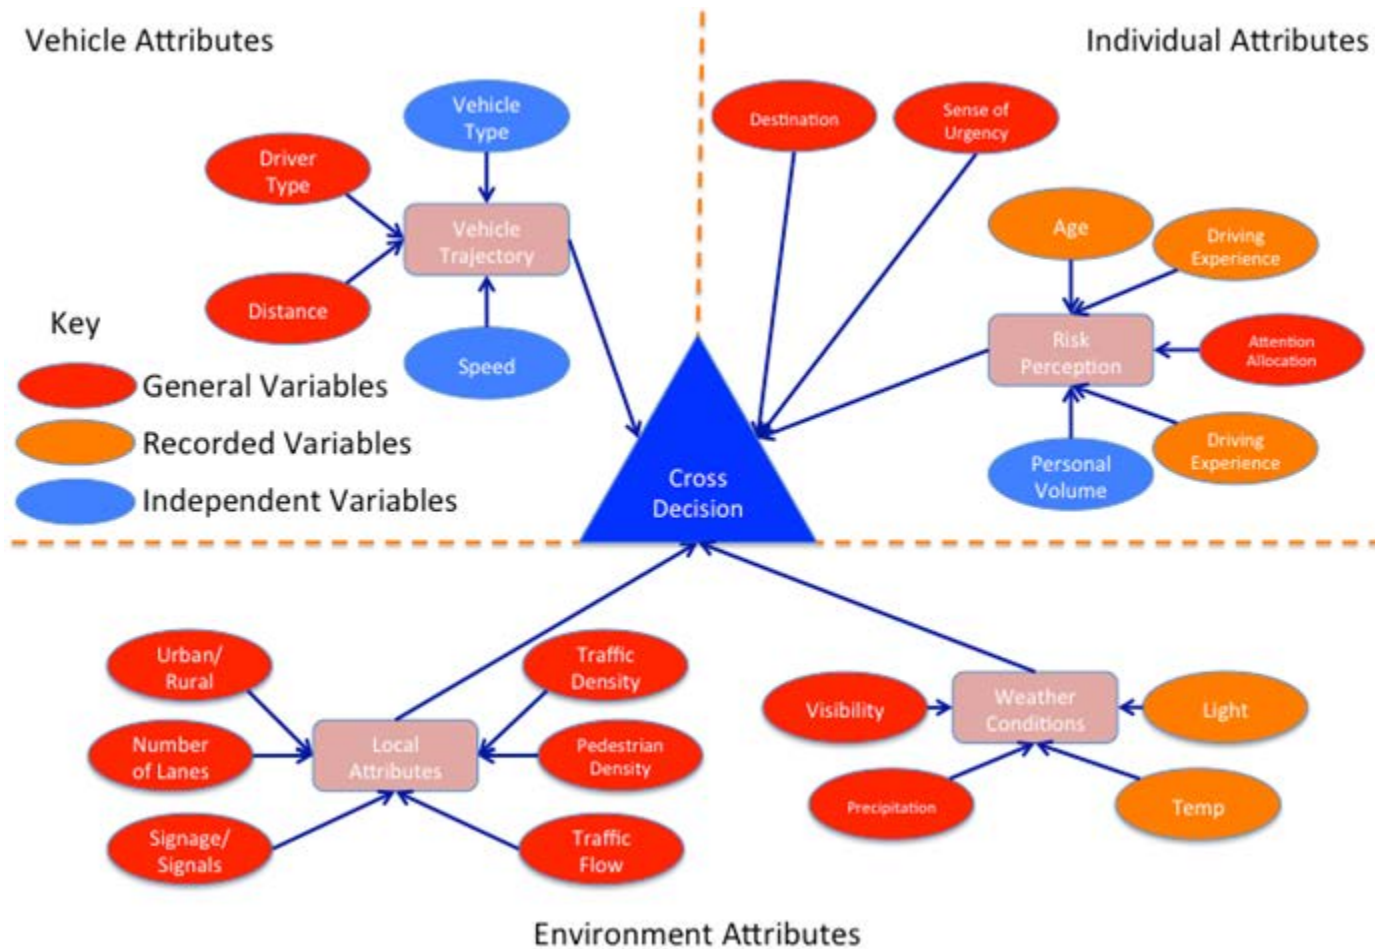 Vehicle Attributes
Individual Attributes
Vehicle
Type
Driver
Type
Vehicle
Trajectory
Distance
Speed
Destination
Sense of
Urgency
Age
Driving
Experience
Risk
Perception
Attention
Allocation
Driving
Experience
Personal
Volume
Key
General Variables
Recorded Variables
Independent Variables
Cross
Decision
Urban/
Rural
Traffic
Density
Number
of Lanes
Local
Attributes
Pedestrian
Density
Signage/
Signals
Traffic
Flow
Visibility
Weather
Conditions
Light
Precipitation
Temp
Environment Attributes